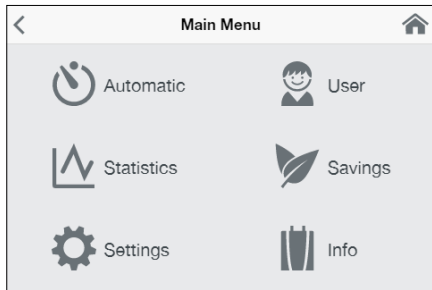 Main Menu
Automatic
User
Statistics
Savings
Settings
Info